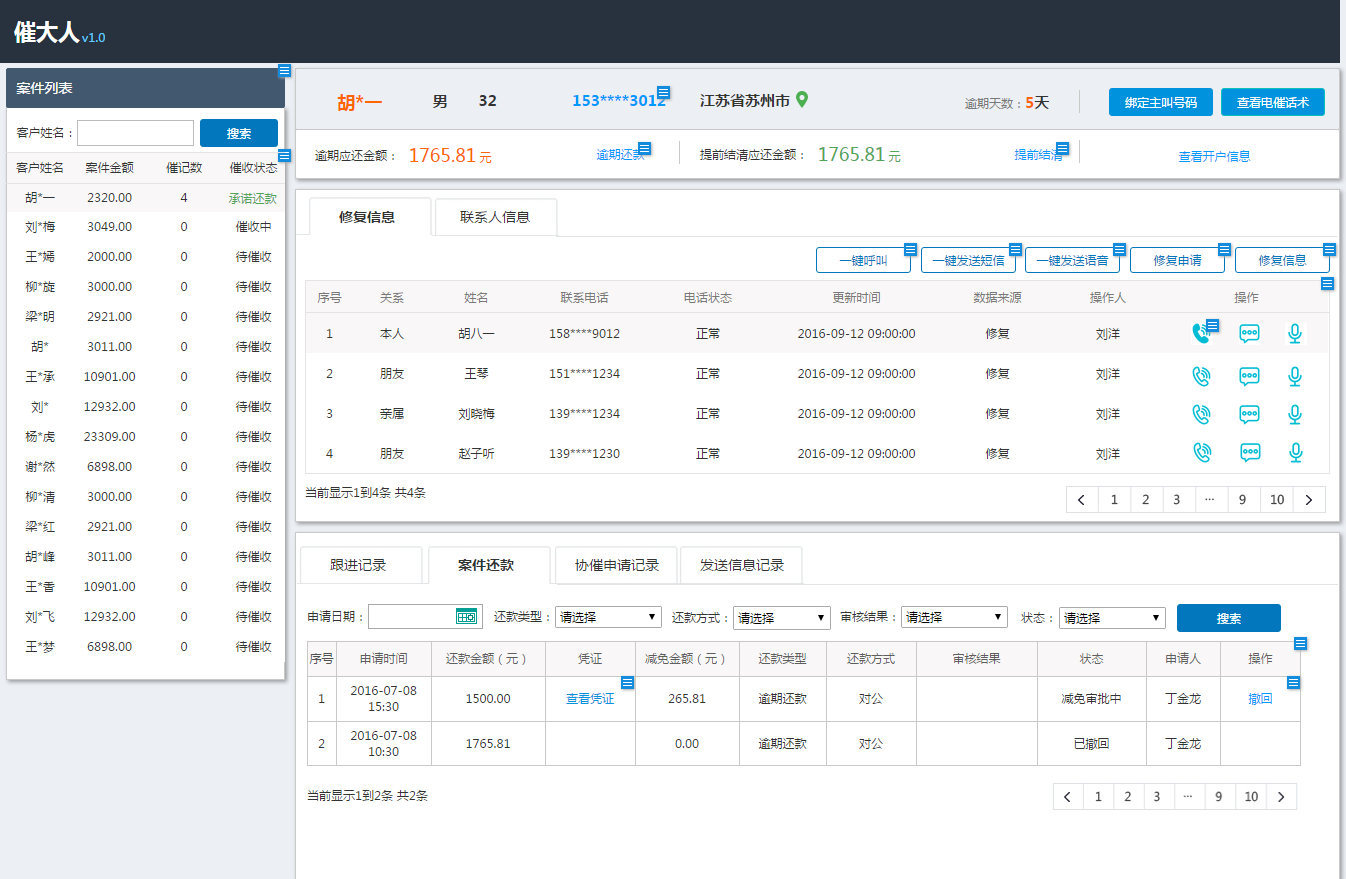 催大人 v1.0
案件列表
客户姓名： 搜索
客户姓名 案件金额 催记数 催收状态
胡*一 2320.00 4 承诺还款
刘*梅 3049.00 0 催收中
王*嫣 2000.00 0 待催收
柳*旋 3000.00 0 待催收
梁*明 2921.00 0 待催收
胡* 3011.00 0 待催收
王*承 10901.00 0 待催收
刘* 12932.00 0 待催收
杨*虎 23309.00 0 待催收
谢*然 6898.00 0 待催收
柳*清 3000.00 0 待催收
梁*红 2921.00 0 待催收
胡*峰 3011.00 0 待催收
王*香 10901.00 0 待催收
刘*飞 12932.00 0 待催收
王*梦 6898.00 0 待催收
胡*一 男 32 153****3012 江苏省苏州市 逾期天数：5天 绑定主叫号码 查看电催话术
逾期应还金额： 1765.81 元 逾期还款 提前结清应还金额： 1765.81 元 提前结清 查看开户信息
修复信息 联系人信息
一键呼叫 一键发送短信 一键发送语音 修复申请 修复信息
序号 关系 姓名 联系电话 电话状态 更新时间 数据来源 操作人 操作
1 本人 胡八一 158****9012 正常 2016-09-12 09:00:00 修复 刘洋
2 朋友 王琴 151****1234 正常 2016-09-12 09:00:00 修复 刘洋
3 亲属 刘晓梅 139****1234 正常 2016-09-12 09:00:00 修复 刘洋
4 朋友 赵子听 139****1230 正常 2016-09-12 09:00:00 修复 刘洋
当前显示1到4条 共4条 < 1 2 3 ··· 9 10 >
跟进记录 案件还款 协催申请记录 发送信息记录
申请日期： 还款类型： 请选择 还款方式： 请选择 审核结果： 请选择 状态： 请选择 搜索
序号 申请时间 还款金额（元） 凭证 减免金额（元） 还款类型 还款方式 审核结果 状态 申请人 操作
1 2016-07-08 15:30 1500.00 查看凭证 265.81 逾期还款 对公 减免审批中 丁金龙 撤回
2 2016-07-08 10:30 1765.81 0.00 逾期还款 对公 已撤回 丁金龙
当前显示1到2条 共2条 < 1 2 3 ··· 9 10 >